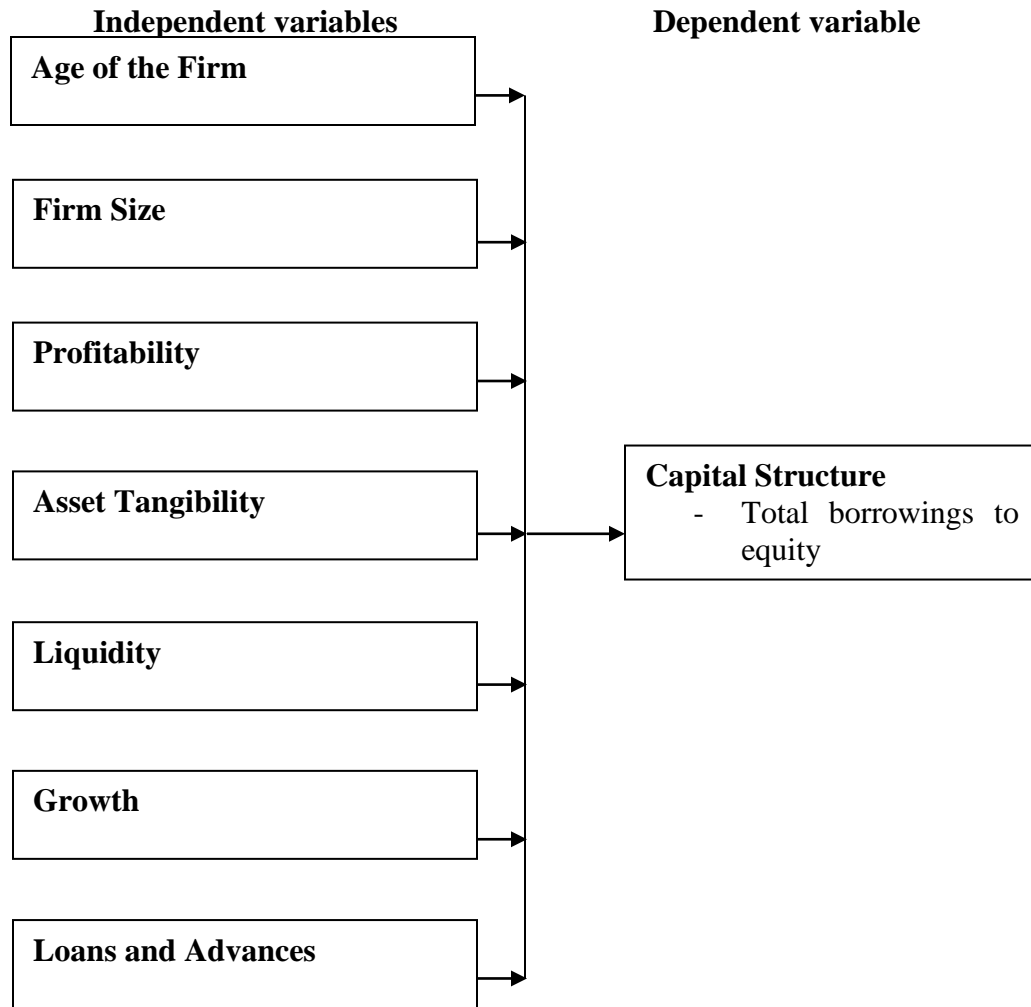 Independent variables
Dependent variable
Age of the Firm
Firm Size
Profitability
Asset Tangibility
Capital Structure
- Total borrowings to
equity
Liquidity
Growth
Loans and Advances